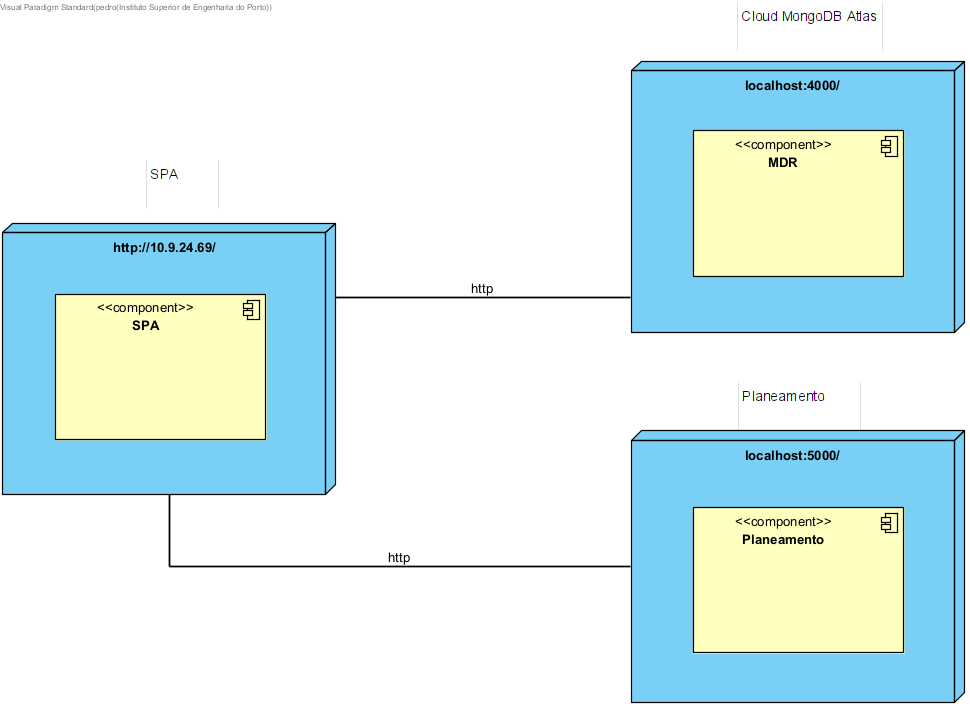 Visual Paradigm Standard(pedro(Instituto Superior de Engenharia do Porto))
Cloud MongoDB Atlas
localhost:4000/
<<component>>
MDR
SPA
http://10.9.24.69/
<<component>>
SPA
http
Planeamento
localhost:5000/
<<component>>
Planeamento
http